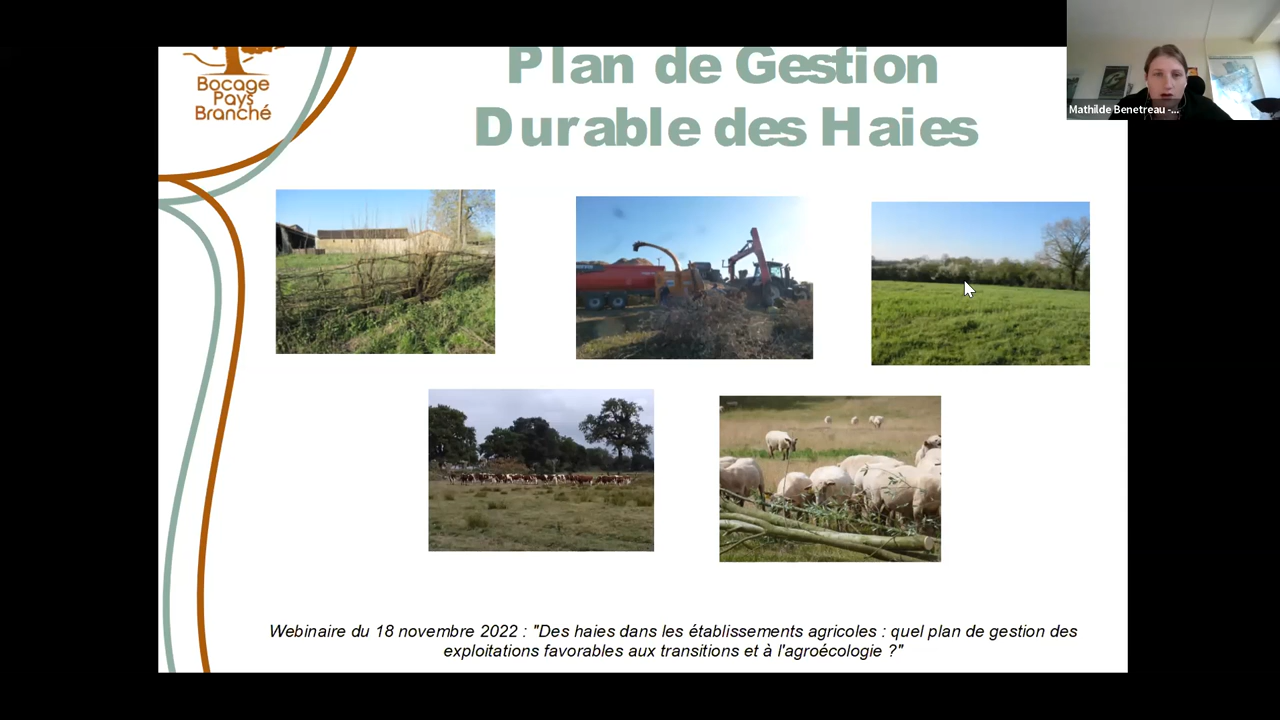 Plan de Gestion
Durable des Haies
Bocage
Pays
Branché
Mathilde Benetreau -...
Webinaire du 18 novembre 2022 : "Des haies dans les établissements agricoles : quel plan de gestion des
exploitations favorables aux transitions et à l'agroécologie ?"